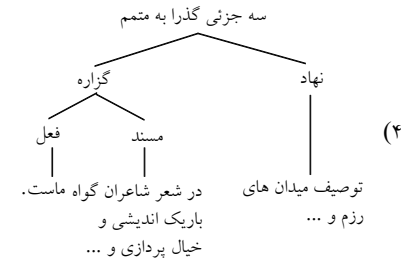 سه جزئی گذرا به متمم
نهاد
گزاره
مسند
فعل
۴)
توصیف میدان های
رزم و ...
در شعر شاعران گواه
باریک اندیشی و
خیال پردازی و ...
ماست.